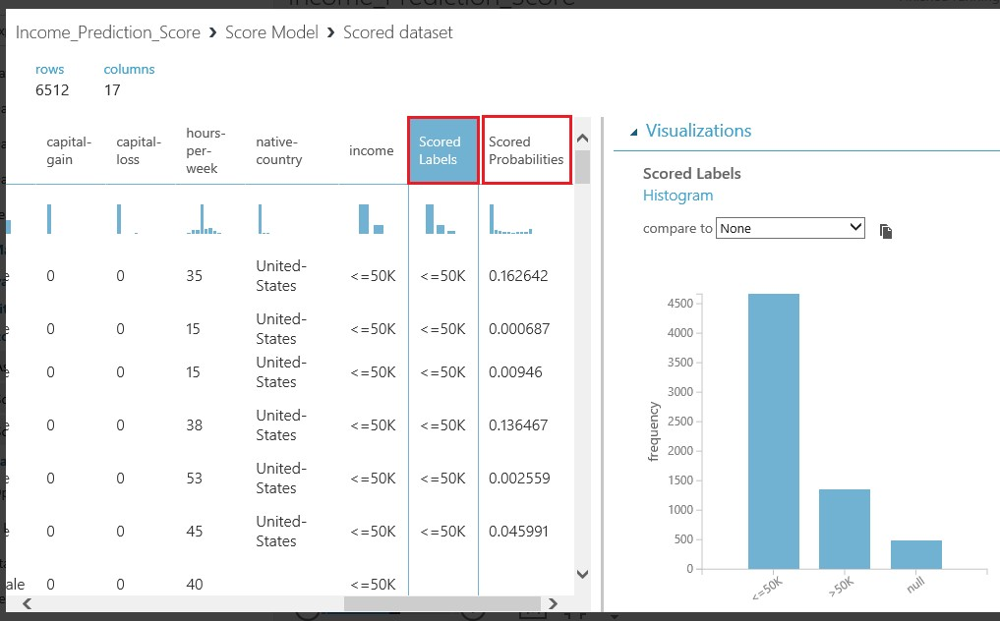 Income_Prediction_Score
Income_Prediction_Score > Score Model > Scored dataset
rows
columns
6512
17
capital-
gain
capital-
loss
hours-
per-
week
native-
country
income
Scored
Labels
Scored
Probabilities
0 0 35 United-
States <=50K <=50K 0.162642
0 0 15 United-
States <=50K <=50K 0.000687
0 0 15 United-
States <=50K <=50K 0.00946
0 0 38 United-
States <=50K <=50K 0.136467
0 0 53 United-
States <=50K <=50K 0.002559
0 0 45 United-
States <=50K <=50K 0.045991
ale 0 0 40 <=50K
Visualizations
Scored Labels
Histogram
compare to None
frequency
4500
4000
3500
3000
2500
2000
1500
1000
500
0
<=50K
>50K
null